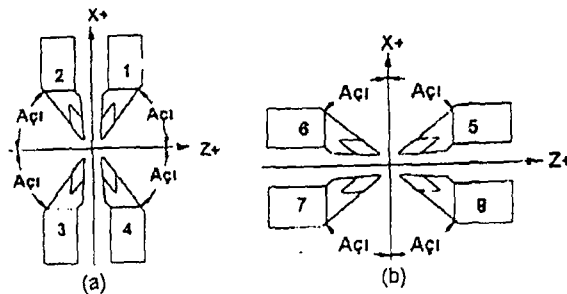 X+
2 1
Açı Açı
Z+
Açı Açı
3 4
(a)
X+
Açı Açı
6 5
Z+
7 8
Açı Açı
(b)